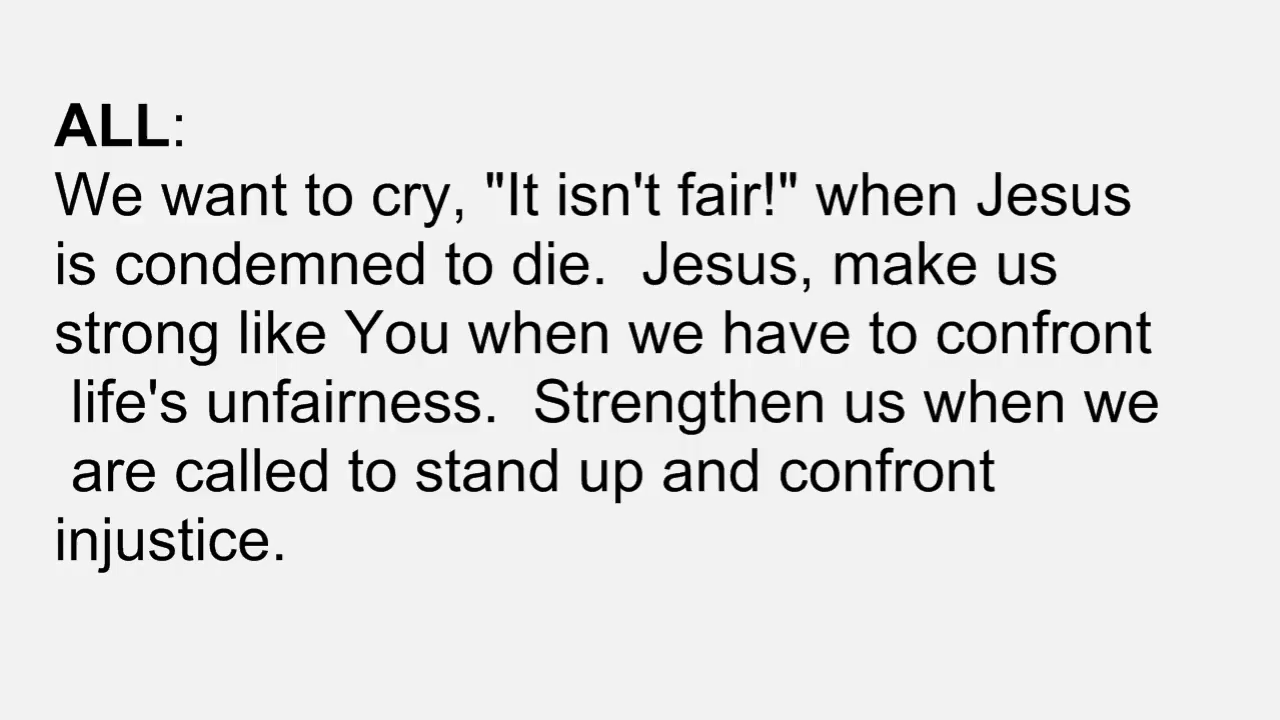 ALL:
We want to cry, "It isn't fair!" when Jesus
is condemned to die.  Jesus, make us
strong like You when we have to confront
life's unfairness.  Strengthen us when we
are called to stand up and confront
injustice.